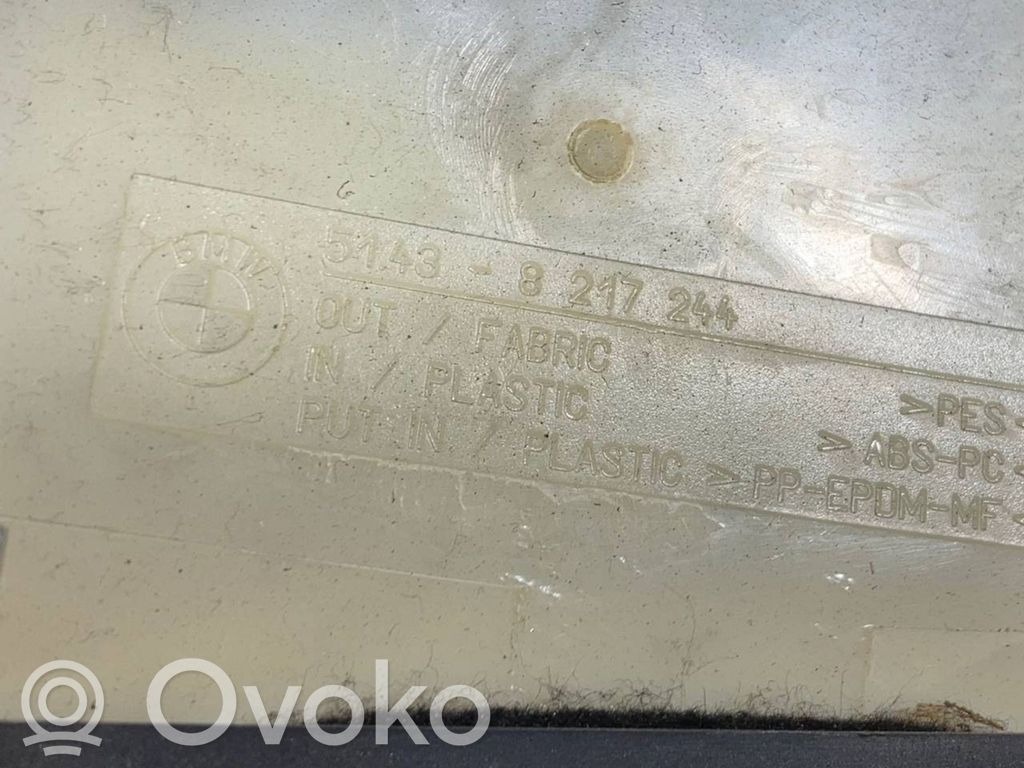 BMW
5143 - 8 217 244
OUT / FABRIC >PES<
IN / PLASTIC >ABS-PC<
PUT IN / PLASTIC >PP-EPDM-MF<
Ovoko